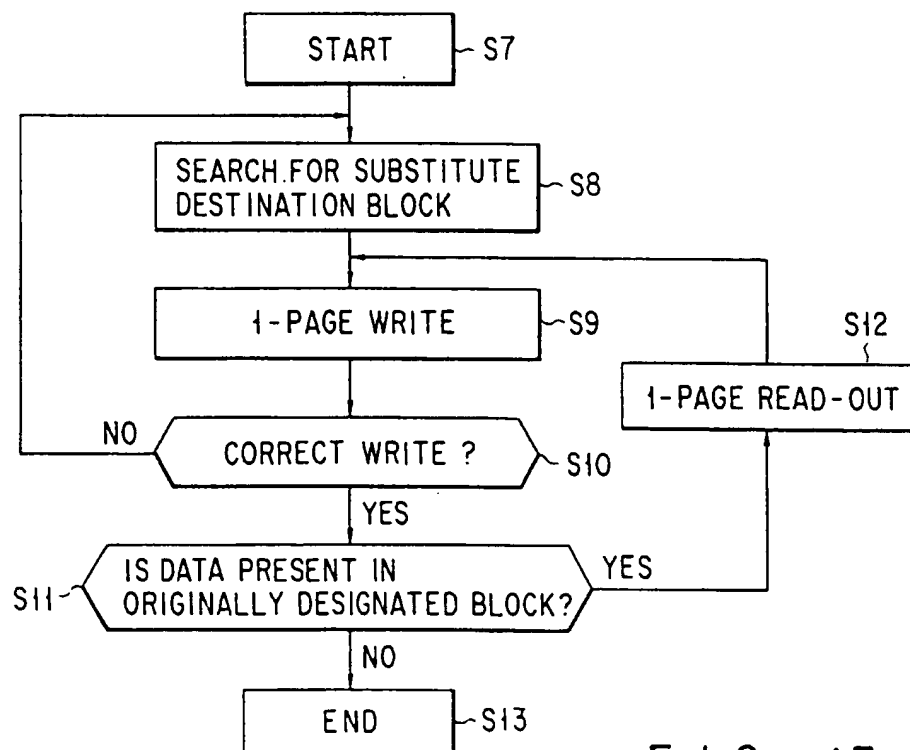 START
S7
SEARCH.FOR SUBSTITUTE
DESTINATION BLOCK
S8
1-PAGE WRITE
S9
S12
1-PAGE READ-OUT
NO
CORRECT WRITE ?
S10
YES
S11
IS DATA PRESENT IN
ORIGINALLY DESIGNATED BLOCK?
YES
NO
END
S13